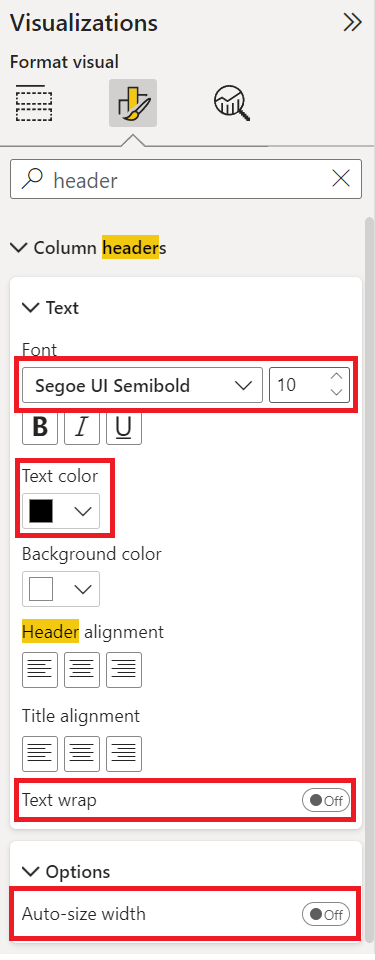 Visualizations
Format visual
header
Column headers
Text
Font
Segoe UI Semibold 10
B I U
Text color
Background color
Header alignment
Title alignment
Text wrap Off
Options
Auto-size width Off